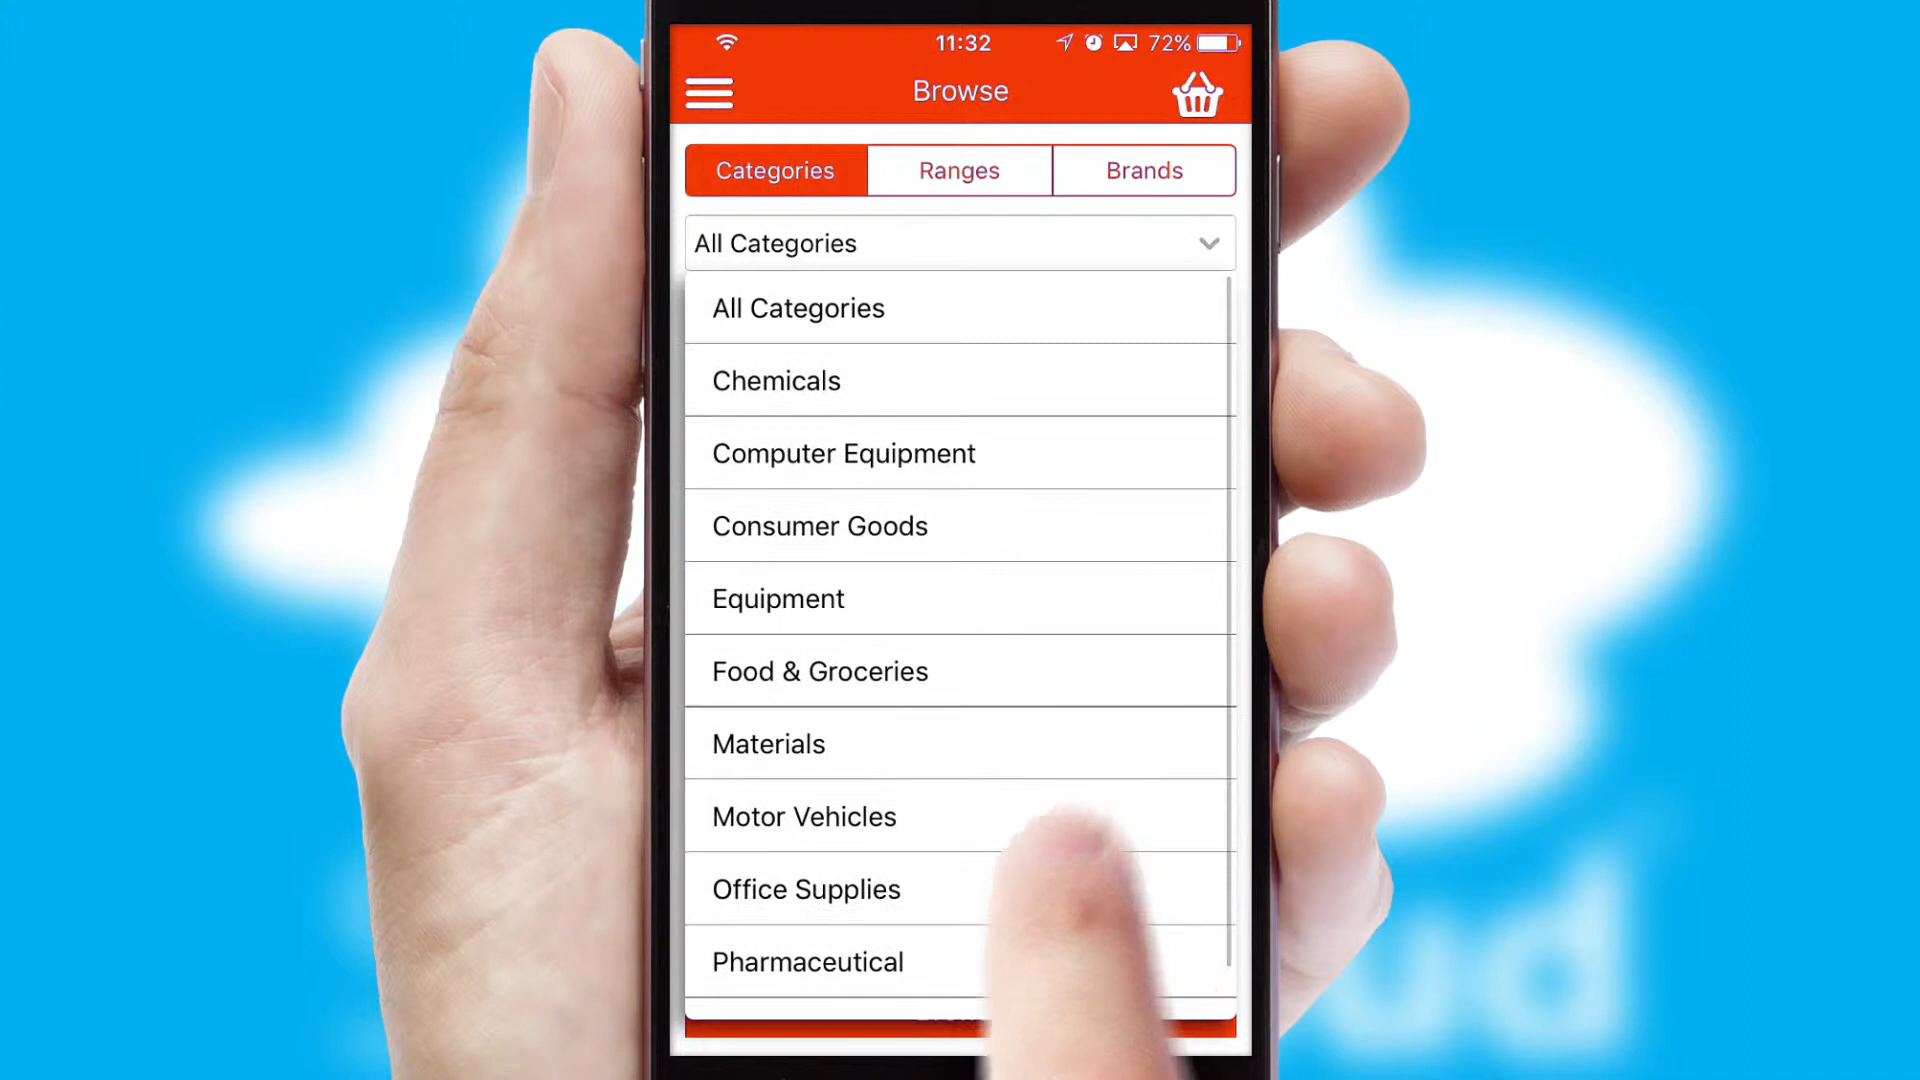 11:32
72%
Browse
Categories
Ranges
Brands
All Categories
All Categories
Chemicals
Computer Equipment
Consumer Goods
Equipment
Food & Groceries
Materials
Motor Vehicles
Office Supplies
Pharmaceutical